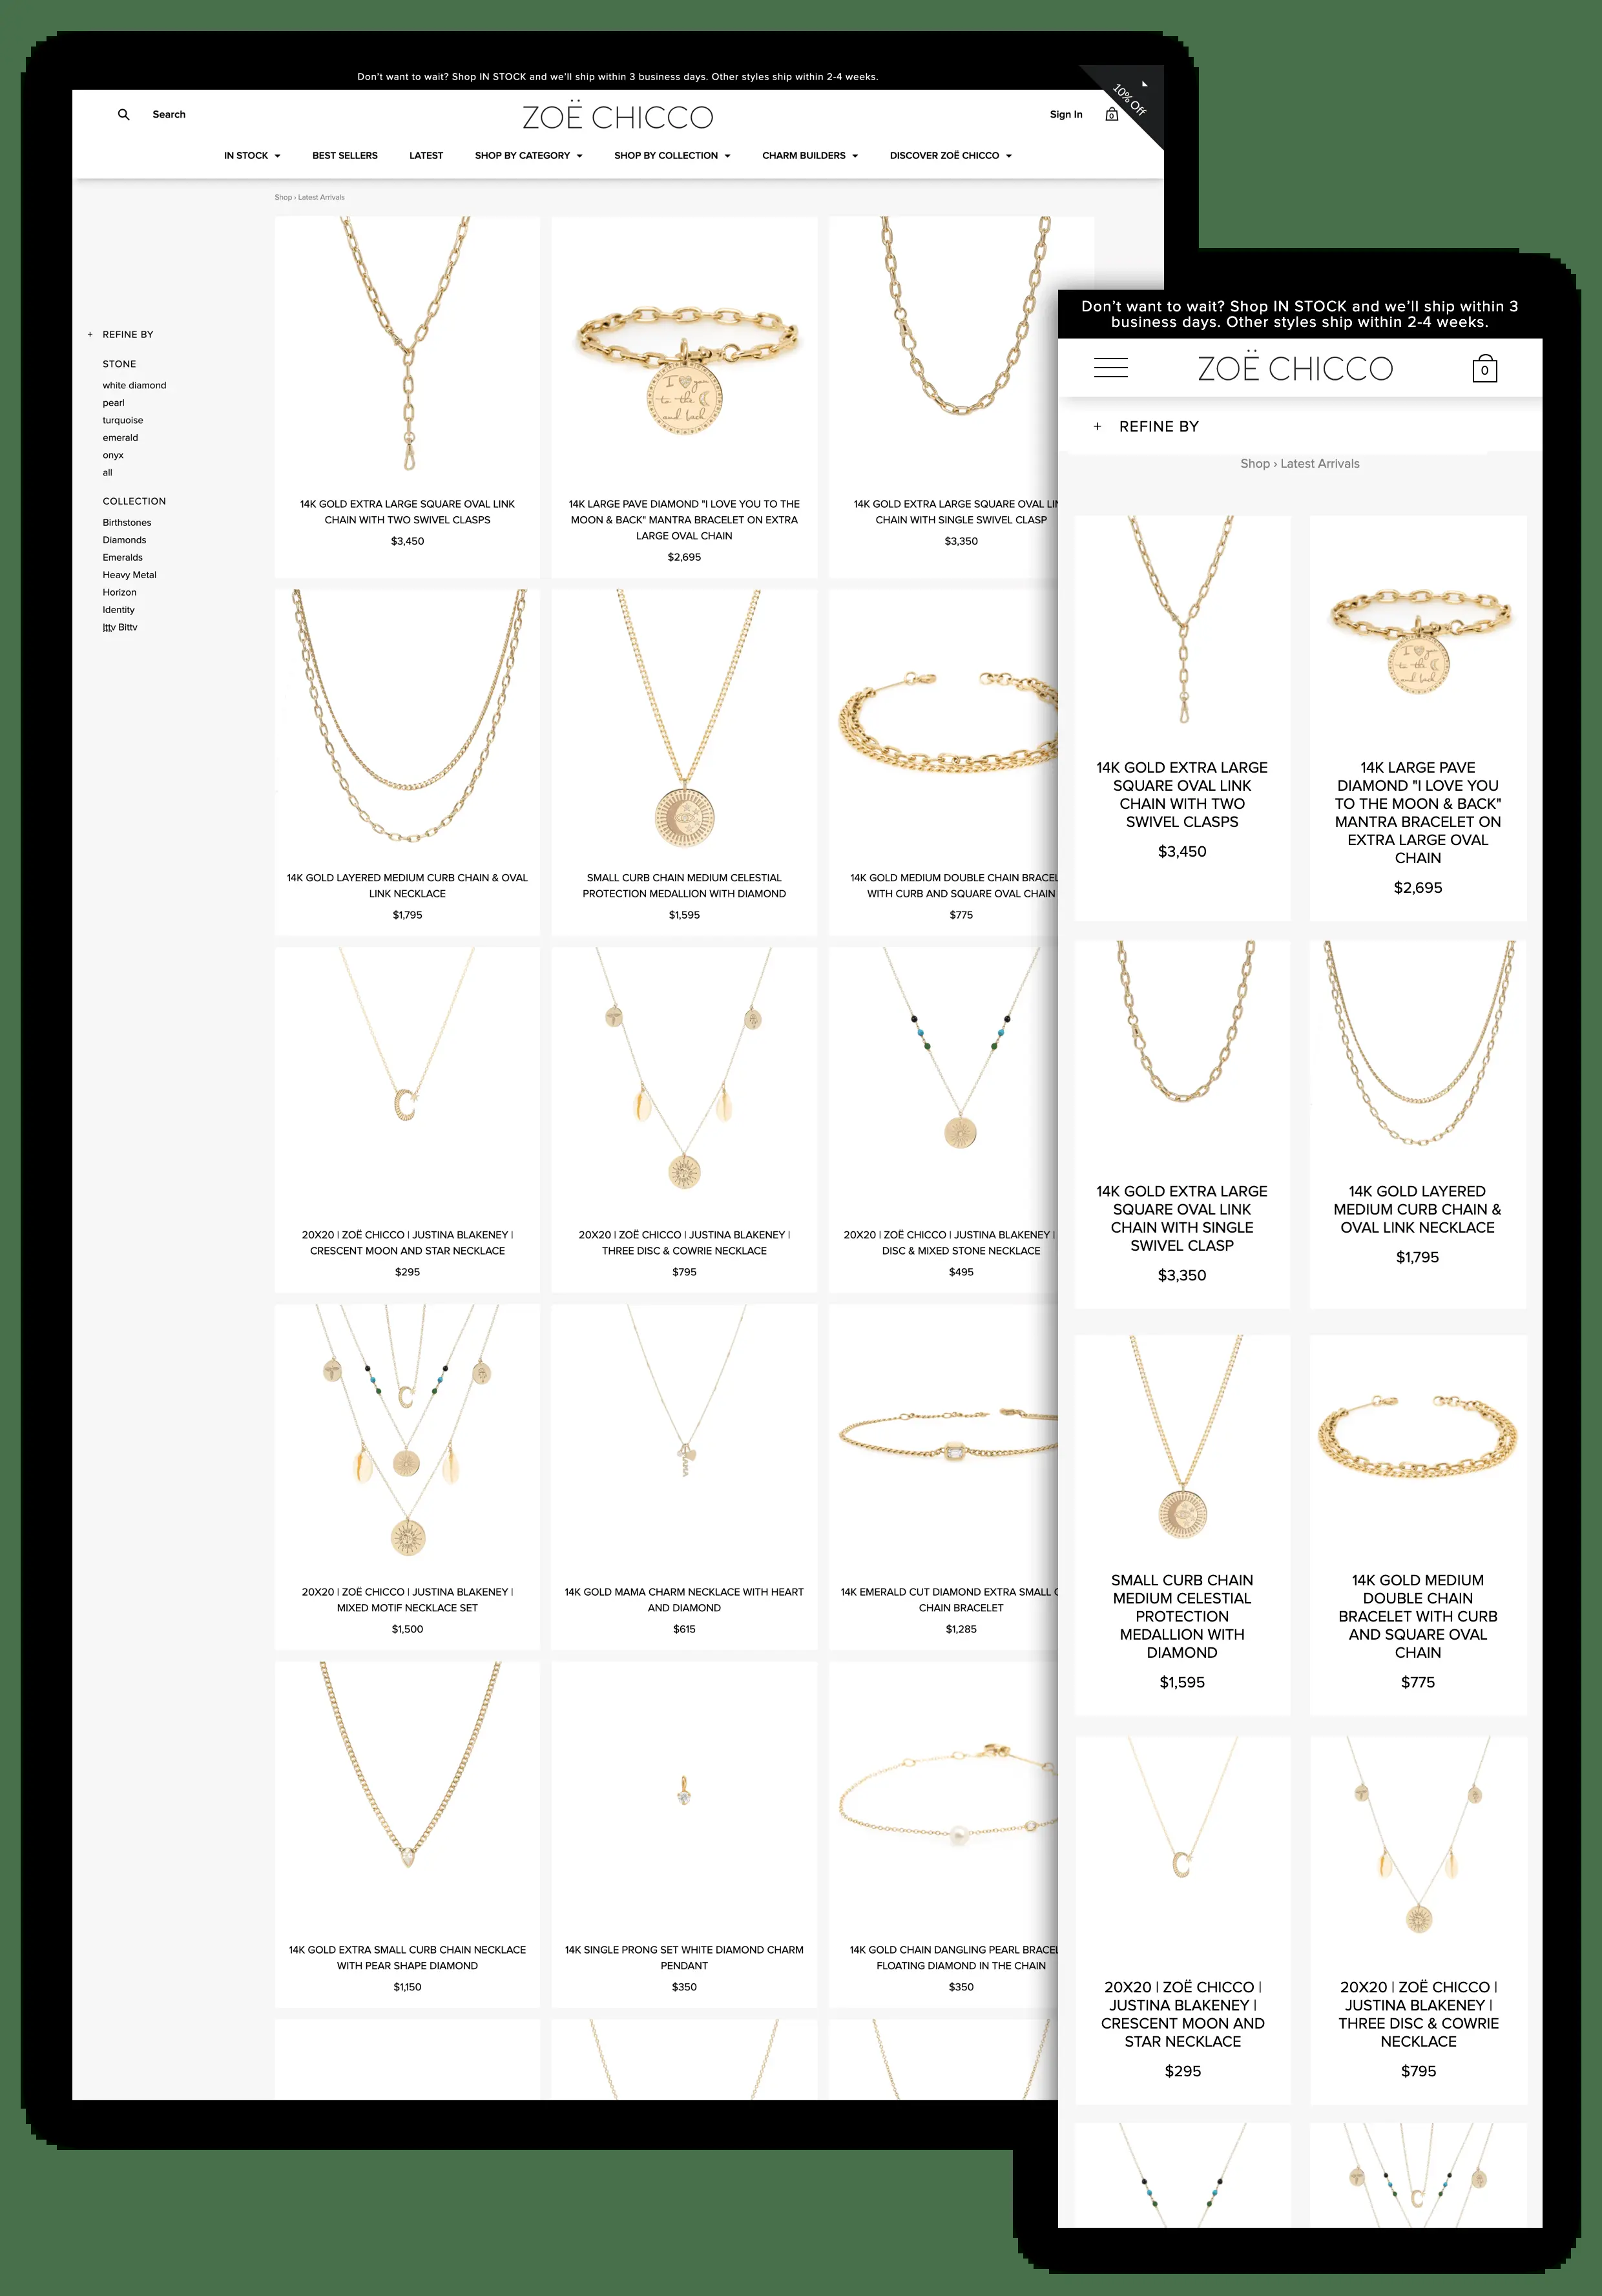 Don't want to wait? Shop IN STOCK and we'll ship within 3 business days. Other styles ship within 2-4 weeks.
10% Off
Search
ZOË CHICCO
Sign In
0
IN STOCK
BEST SELLERS
LATEST
SHOP BY CATEGORY
SHOP BY COLLECTION
CHARM BUILDERS
DISCOVER ZOË CHICCO
Shop › Latest Arrivals
+ REFINE BY
STONE
white diamond
pearl
turquoise
emerald
onyx
all
COLLECTION
Birthstones
Diamonds
Emeralds
Heavy Metal
Horizon
Identity
Itty Bitty
I you
to the
and back
14K GOLD EXTRA LARGE SQUARE OVAL LINK
CHAIN WITH TWO SWIVEL CLASPS
$3,450
14K LARGE PAVE DIAMOND "I LOVE YOU TO THE
MOON & BACK" MANTRA BRACELET ON EXTRA
LARGE OVAL CHAIN
$2,695
14K GOLD EXTRA LARGE SQUARE OVAL LIN
CHAIN WITH SINGLE SWIVEL CLASP
$3,350
14K GOLD LAYERED MEDIUM CURB CHAIN & OVAL
LINK NECKLACE
$1,795
SMALL CURB CHAIN MEDIUM CELESTIAL
PROTECTION MEDALLION WITH DIAMOND
$1,595
14K GOLD MEDIUM DOUBLE CHAIN BRACEL
WITH CURB AND SQUARE OVAL CHAIN
$775
20X20 | ZOË CHICCO | JUSTINA BLAKENEY |
CRESCENT MOON AND STAR NECKLACE
$295
20X20 | ZOË CHICCO | JUSTINA BLAKENEY |
THREE DISC & COWRIE NECKLACE
$795
20X20 | ZOË CHICCO | JUSTINA BLAKENEY |
DISC & MIXED STONE NECKLACE
$495
20X20 | ZOË CHICCO | JUSTINA BLAKENEY |
MIXED MOTIF NECKLACE SET
$1,500
14K GOLD MAMA CHARM NECKLACE WITH HEART
AND DIAMOND
$615
14K EMERALD CUT DIAMOND EXTRA SMALL
CHAIN BRACELET
$1,285
14K GOLD EXTRA SMALL CURB CHAIN NECKLACE
WITH PEAR SHAPE DIAMOND
$1,150
14K SINGLE PRONG SET WHITE DIAMOND CHARM
PENDANT
$350
14K GOLD CHAIN DANGLING PEARL BRACEL
FLOATING DIAMOND IN THE CHAIN
$350
Don't want to wait? Shop IN STOCK and we'll ship within 3
business days. Other styles ship within 2-4 weeks.
ZOË CHICCO
0
+ REFINE BY
Shop › Latest Arrivals
I you
to the
and back
14K GOLD EXTRA LARGE
SQUARE OVAL LINK
CHAIN WITH TWO
SWIVEL CLASPS
$3,450
14K LARGE PAVE
DIAMOND "I LOVE YOU
TO THE MOON & BACK"
MANTRA BRACELET ON
EXTRA LARGE OVAL
CHAIN
$2,695
14K GOLD EXTRA LARGE
SQUARE OVAL LINK
CHAIN WITH SINGLE
SWIVEL CLASP
$3,350
14K GOLD LAYERED
MEDIUM CURB CHAIN &
OVAL LINK NECKLACE
$1,795
SMALL CURB CHAIN
MEDIUM CELESTIAL
PROTECTION
MEDALLION WITH
DIAMOND
$1,595
14K GOLD MEDIUM
DOUBLE CHAIN
BRACELET WITH CURB
AND SQUARE OVAL
CHAIN
$775
20X20 | ZOË CHICCO |
JUSTINA BLAKENEY |
CRESCENT MOON AND
STAR NECKLACE
$295
20X20 | ZOË CHICCO |
JUSTINA BLAKENEY |
THREE DISC & COWRIE
NECKLACE
$795